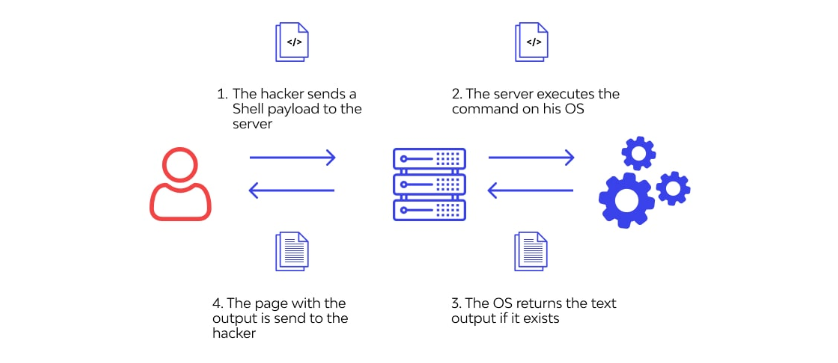 </>
</>
1. The hacker sends a
Shell payload to the
server
2. The server executes the
command on his OS
4. The page with the
output is send to the
hacker
3. The OS returns the text
output if it exists